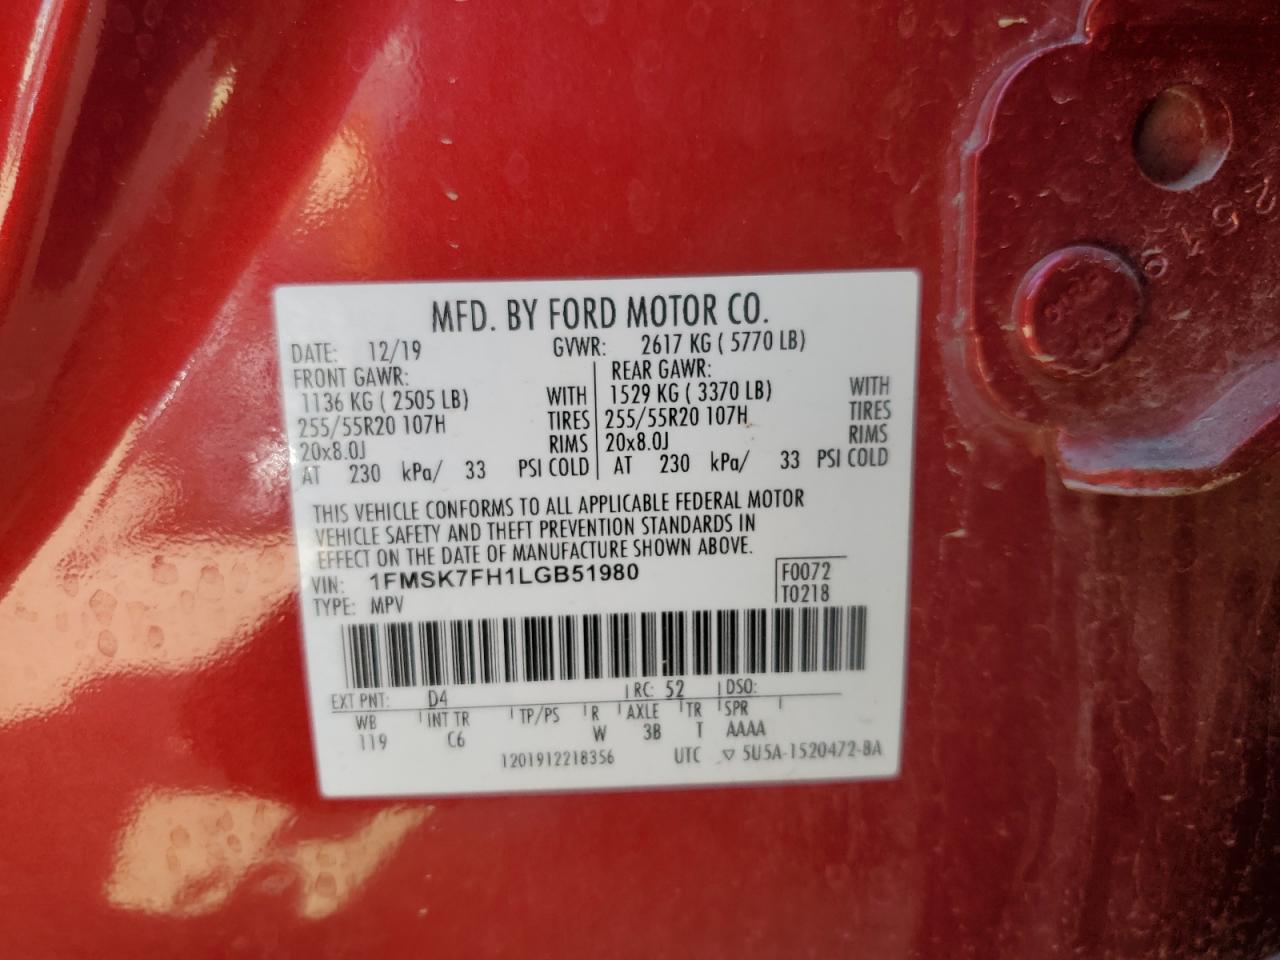 MFD. BY FORD MOTOR CO.
DATE: 12/19 GVWR: 2617 KG ( 5770 LB)
FRONT GAWR: REAR GAWR:
1136 KG ( 2505 LB) WITH 1529 KG ( 3370 LB) WITH
255/55R20 107H TIRES 255/55R20 107H TIRES
20x8.0J RIMS 20x8.0J RIMS
AT 230 kPa/ 33 PSI COLD AT 230 kPa/ 33 PSI COLD
THIS VEHICLE CONFORMS TO ALL APPLICABLE FEDERAL MOTOR
VEHICLE SAFETY AND THEFT PREVENTION STANDARDS IN
EFFECT ON THE DATE OF MANUFACTURE SHOWN ABOVE.
VIN: 1FMSK7FH1LGB51980 F0072
TYPE: MPV T0218
EXT PNT: D4 RC: 52 DSO:
WB INT TR TP/PS R AXLE TR SPR
119 C6 W 3B T AAAA
1201912218356 UTC ▽ 5U5A-1520472-BA